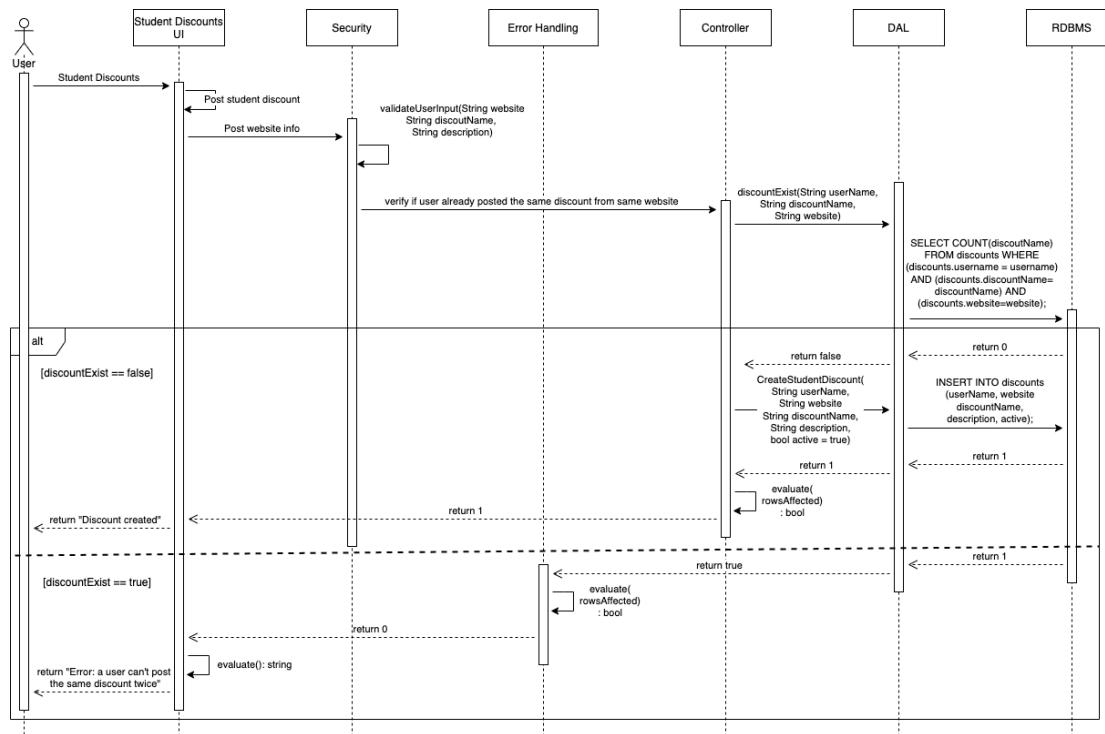 Student Discounts
UI
Security
Error Handling
Controller
DAL
RDBMS
User
Student Discounts
Post student discount
Post website info
validateUserInput(String website
String discoutName,
String description)
verify if user already posted the same discount from same website
discountExist(String userName,
String discountName,
String website)
SELECT COUNT(discoutName)
FROM discounts WHERE
(discounts.username = username)
AND (discounts.discountName=
discountName) AND
(discounts.website=website);
alt
[discountExist == false]
return 0
return false
CreateStudentDiscount(
String userName,
String website
String discountName,
String description,
bool active = true)
INSERT INTO discounts
(userName, website
discountName,
description, active);
return 1
return 1
evaluate(
rowsAffected)
: bool
return 1
return "Discount created"
[discountExist == true]
return 1
return true
evaluate(
rowsAffected)
: bool
return 0
evaluate(): string
return "Error: a user can't post
the same discount twice"